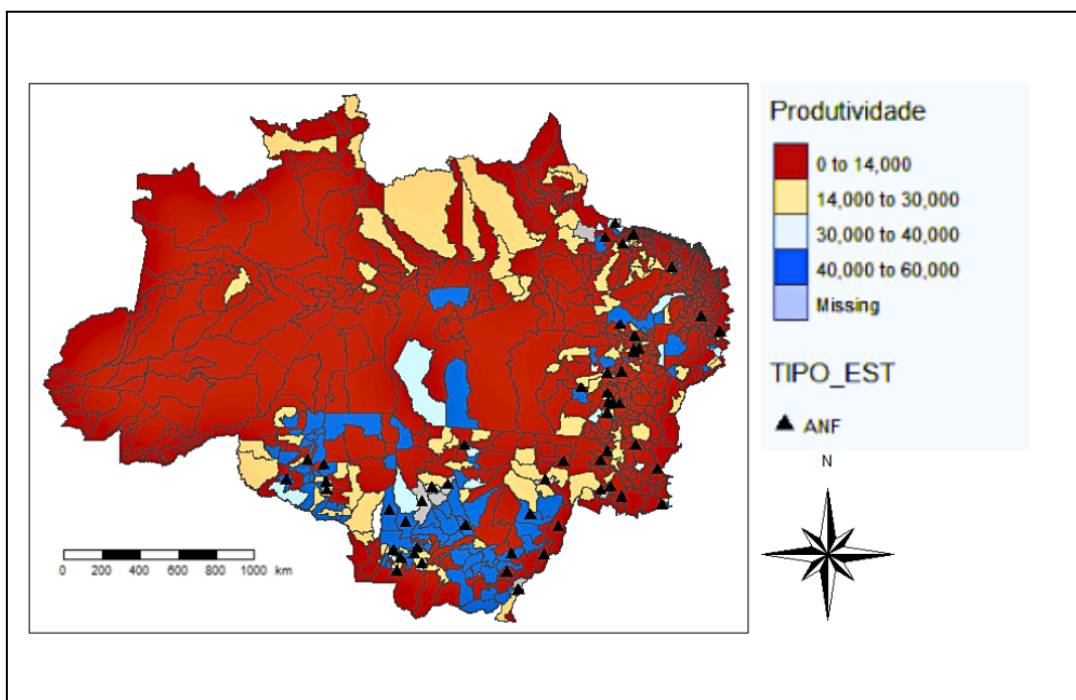 Produtividade
0 to 14,000
14,000 to 30,000
30,000 to 40,000
40,000 to 60,000
Missing
TIPO_EST
ANF
N
0 200 400 600 800 1000 km